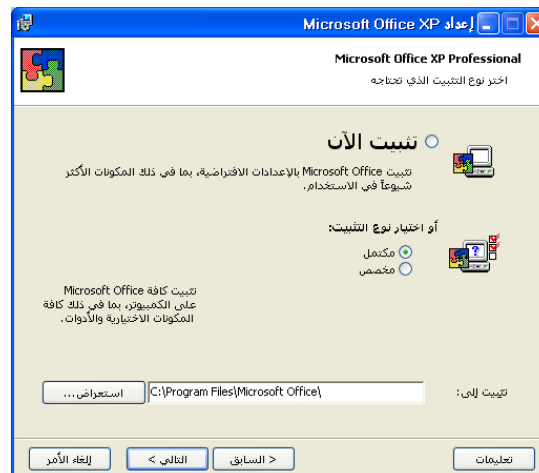 إعداد Microsoft Office XP
Microsoft Office XP Professional
اختر نوع التثبيت الذي تحتاجه
تثبيت الآن
تثبيت Microsoft Office بالإعدادات الافتراضية، بما في ذلك المكونات الأكثر
شيوعاً في الاستخدام.
أو اختيار نوع التثبيت:
مكتمل
مخصص
تثبيت كافة Microsoft Office
على الكمبيوتر، بما في ذلك كافة
المكونات الاختيارية والأدوات.
تثبيت إلى:
C:\Program Files\Microsoft Office\
استعراض...
تعليمات
< السابق
التالي >
إلغاء الأمر